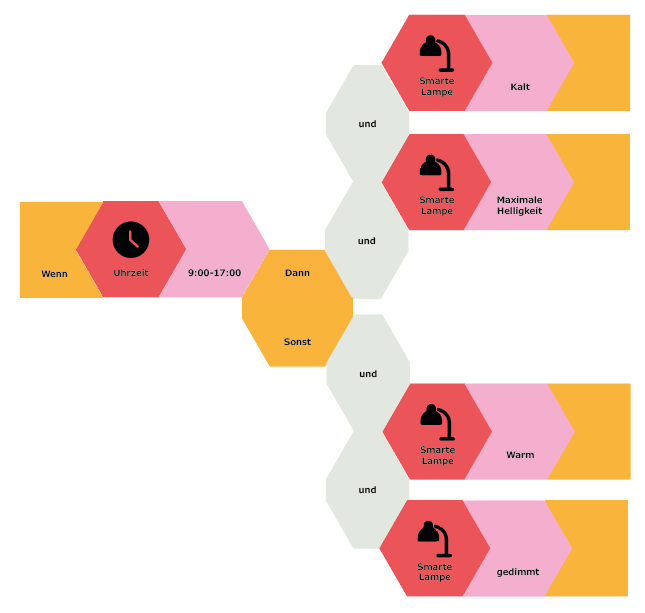 Smarte
Lampe
Kalt
und
Smarte
Lampe
Maximale
Helligkeit
und
Wenn
Uhrzeit
9:00-17:00
Dann
Sonst
und
Smarte
Lampe
Warm
und
Smarte
Lampe
gedimmt